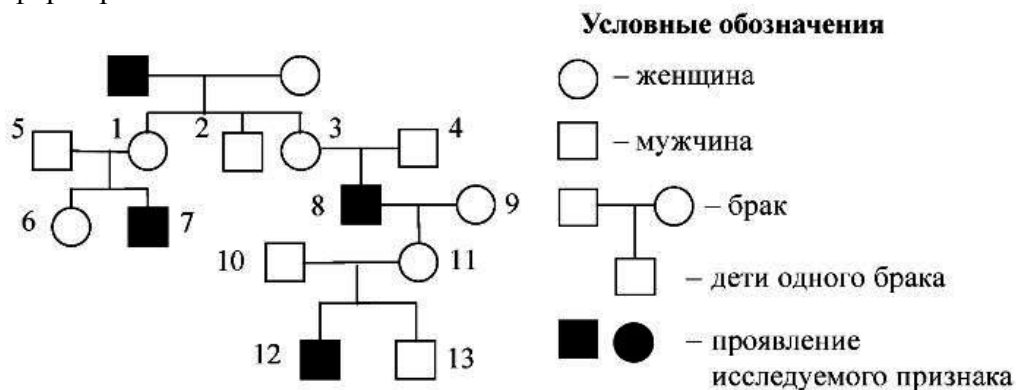 Условные обозначения
– женщина
– мужчина
– брак
– дети одного брака
– проявление
исследуемого признака
5 1 2 3 4
6 7 8 9
10 11
12 13